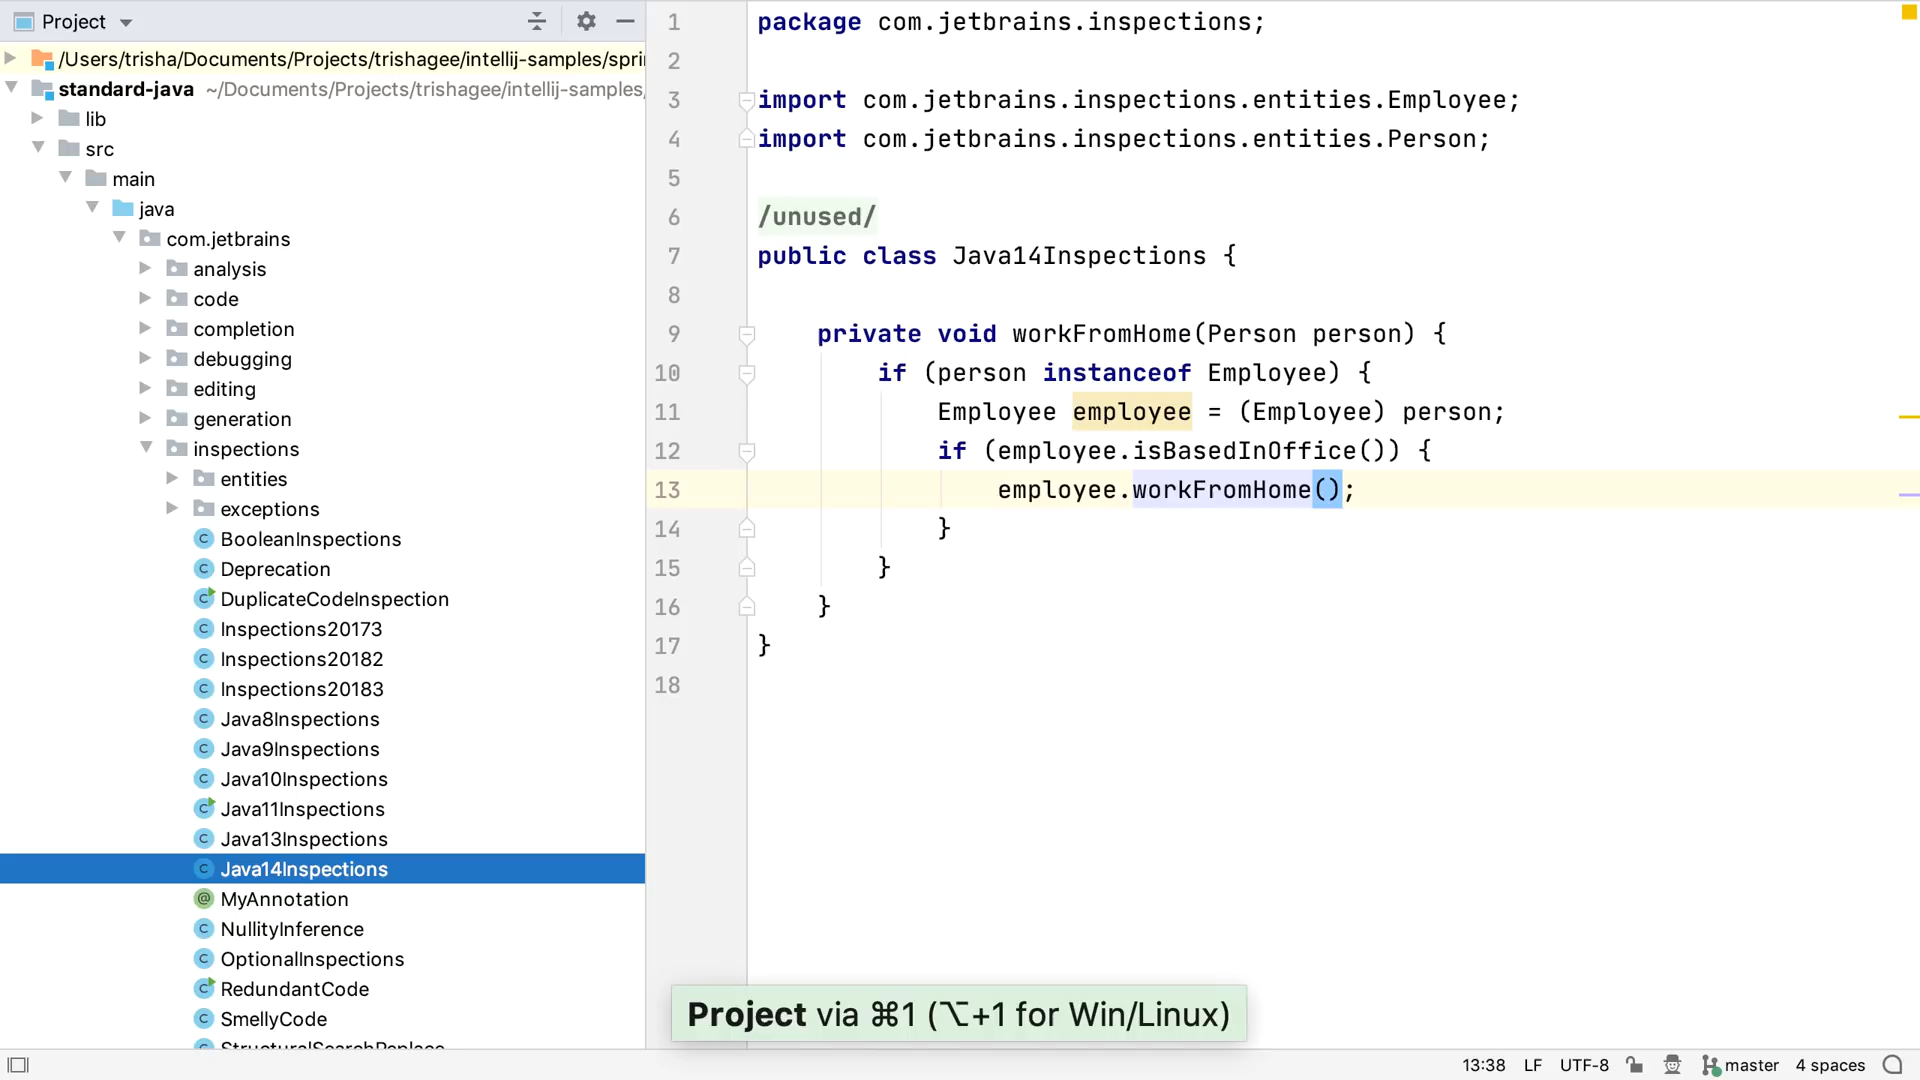 Project
/Users/trisha/Documents/Projects/trishagee/intellij-samples/spri
standard-java ~/Documents/Projects/trishagee/intellij-samples/
lib
src
main
java
com.jetbrains
analysis
code
completion
debugging
editing
generation
inspections
entities
exceptions
BooleanInspections
Deprecation
DuplicateCodeInspection
Inspections20173
Inspections20182
Inspections20183
Java8Inspections
Java9Inspections
Java10Inspections
Java11Inspections
Java13Inspections
Java14Inspections
MyAnnotation
NullityInference
OptionalInspections
RedundantCode
SmellyCode
StructuralSearchReplace
1 package com.jetbrains.inspections;
2
3 import com.jetbrains.inspections.entities.Employee;
4 import com.jetbrains.inspections.entities.Person;
5
6 /unused/
7 public class Java14Inspections {
8
9 private void workFromHome(Person person) {
10 if (person instanceof Employee) {
11 Employee employee = (Employee) person;
12 if (employee.isBasedInOffice()) {
13 employee.workFromHome();
14 }
15 }
16 }
17 }
18
Project via ⌘1 (⌥+1 for Win/Linux)
13:38 LF UTF-8 master 4 spaces